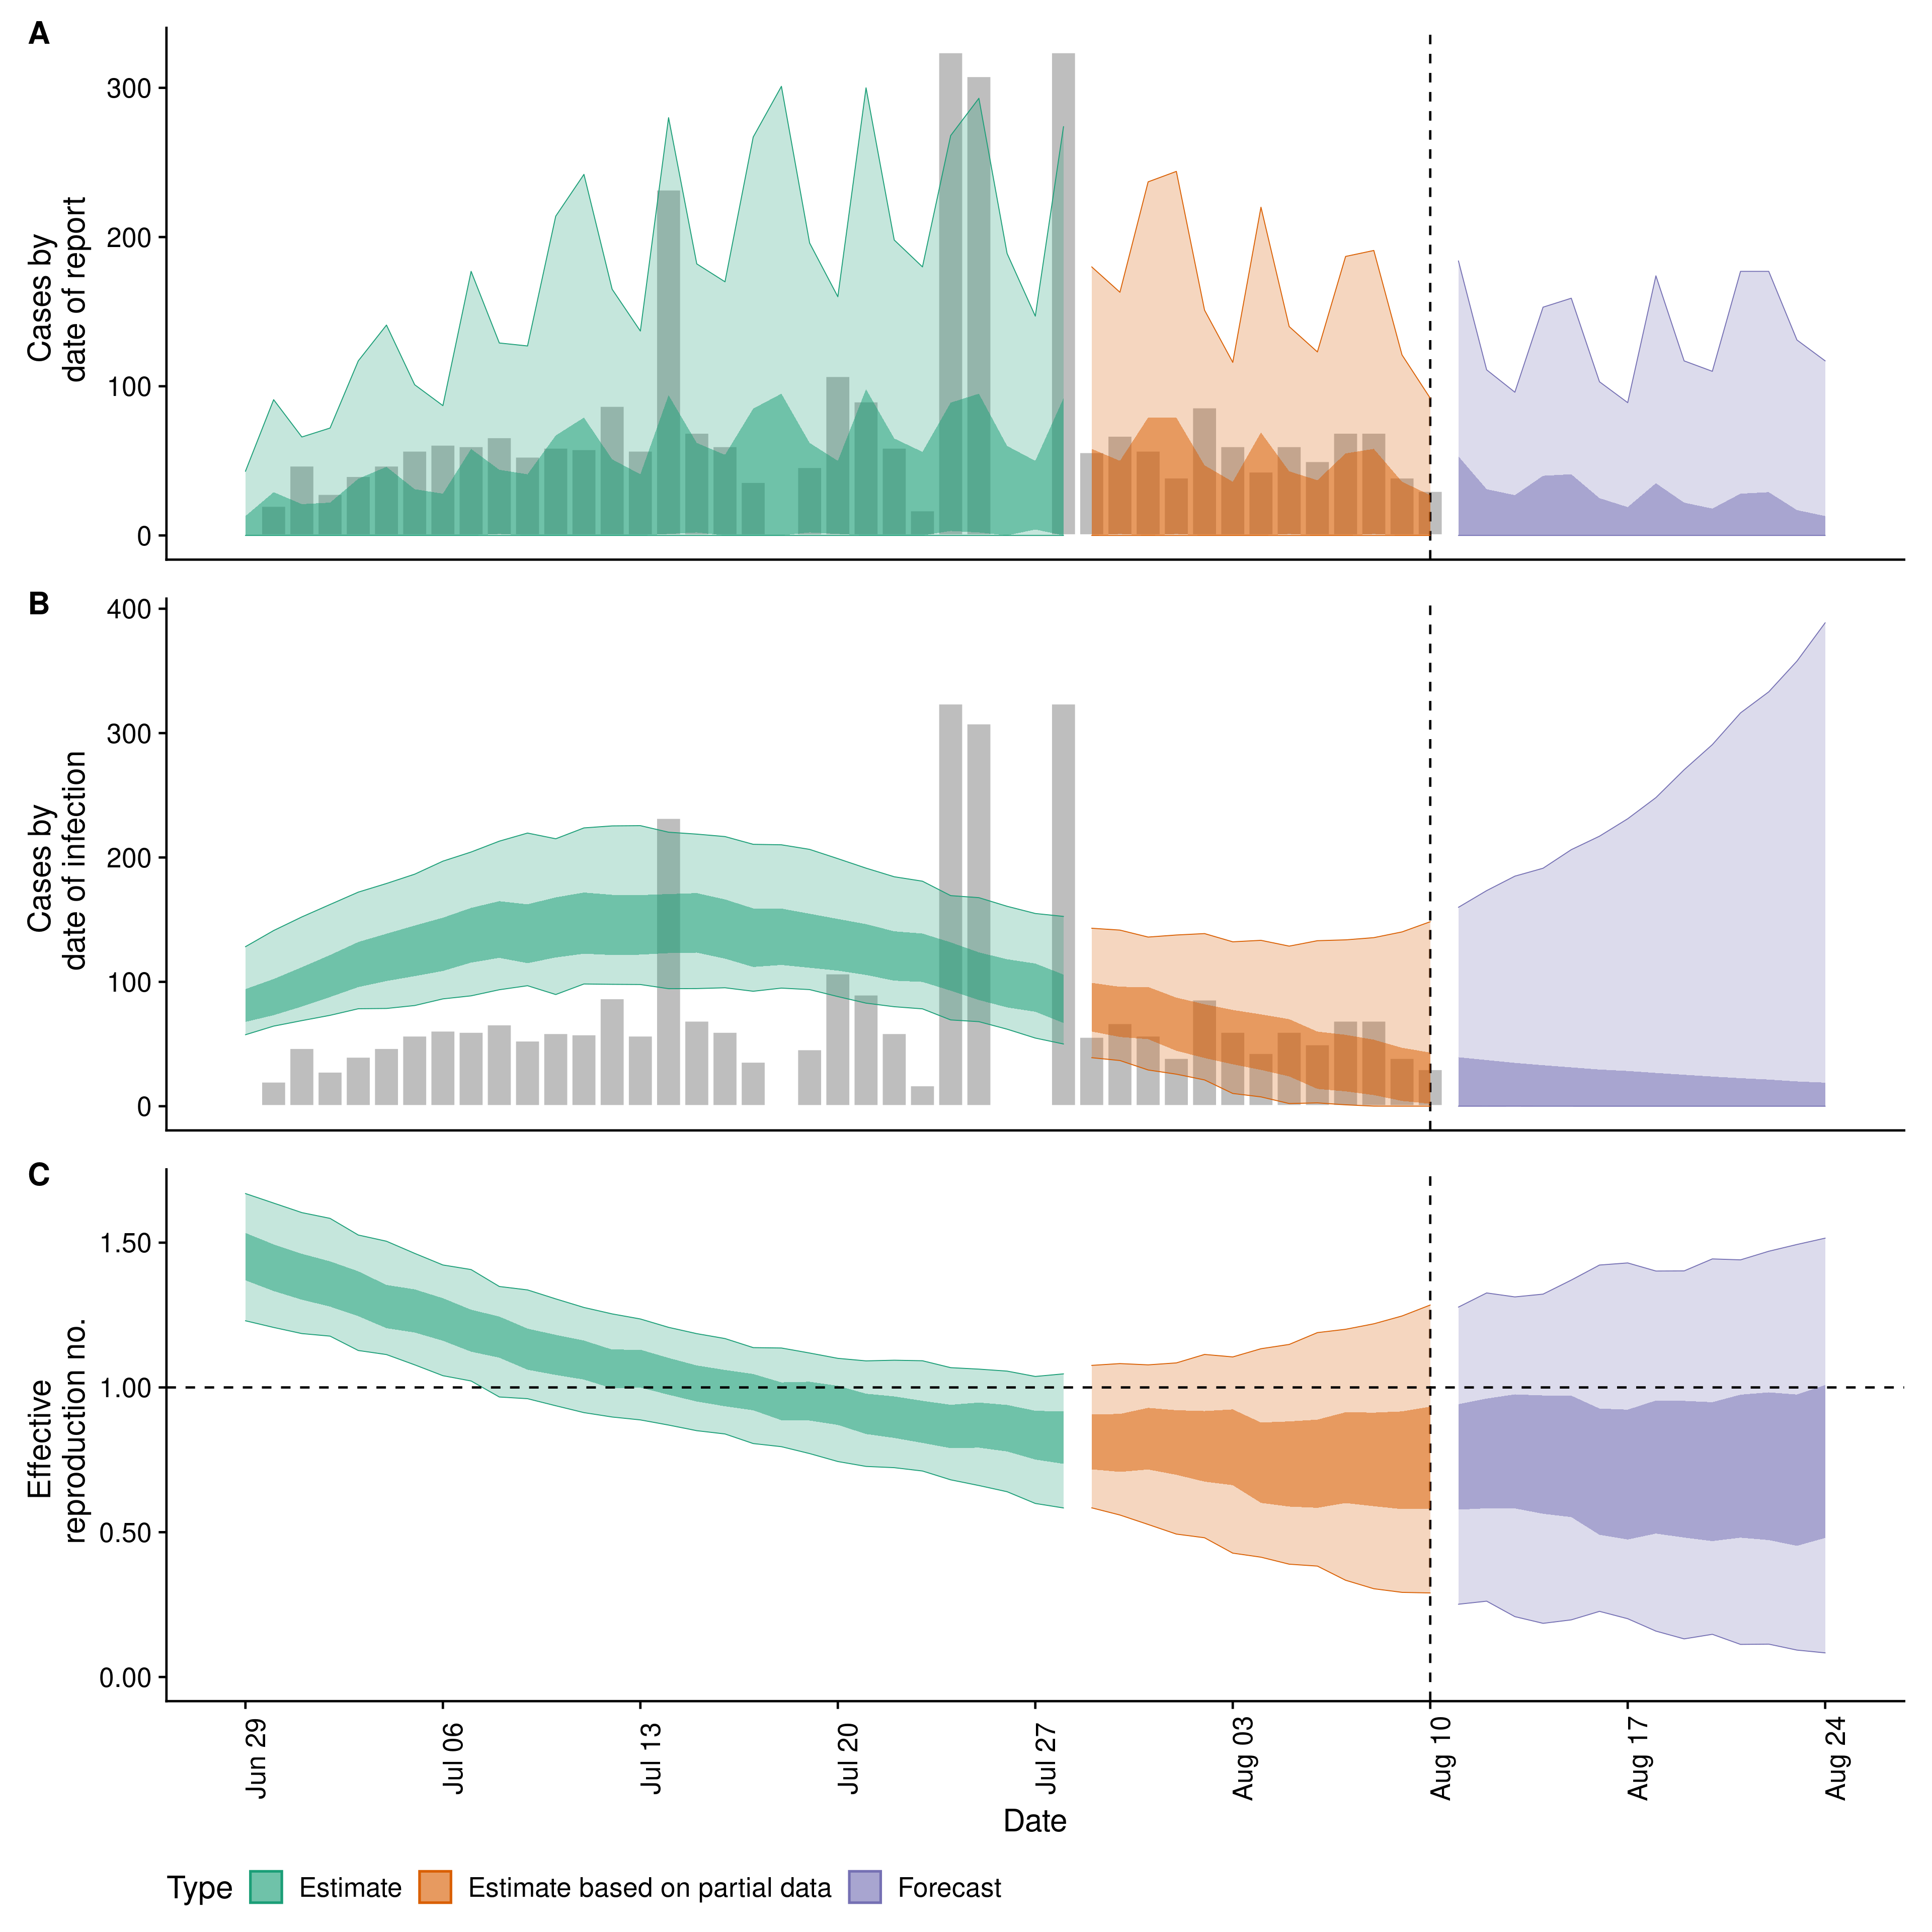 A
Cases by
date of report
300
200
100
0
B
Cases by
date of infection
400
300
200
100
0
C
Effective
reproduction no.
1.50
1.00
0.50
0.00
Jun 29
Jul 06
Jul 13
Jul 20
Jul 27
Aug 03
Aug 10
Aug 17
Aug 24
Date
Type Estimate Estimate based on partial data Forecast